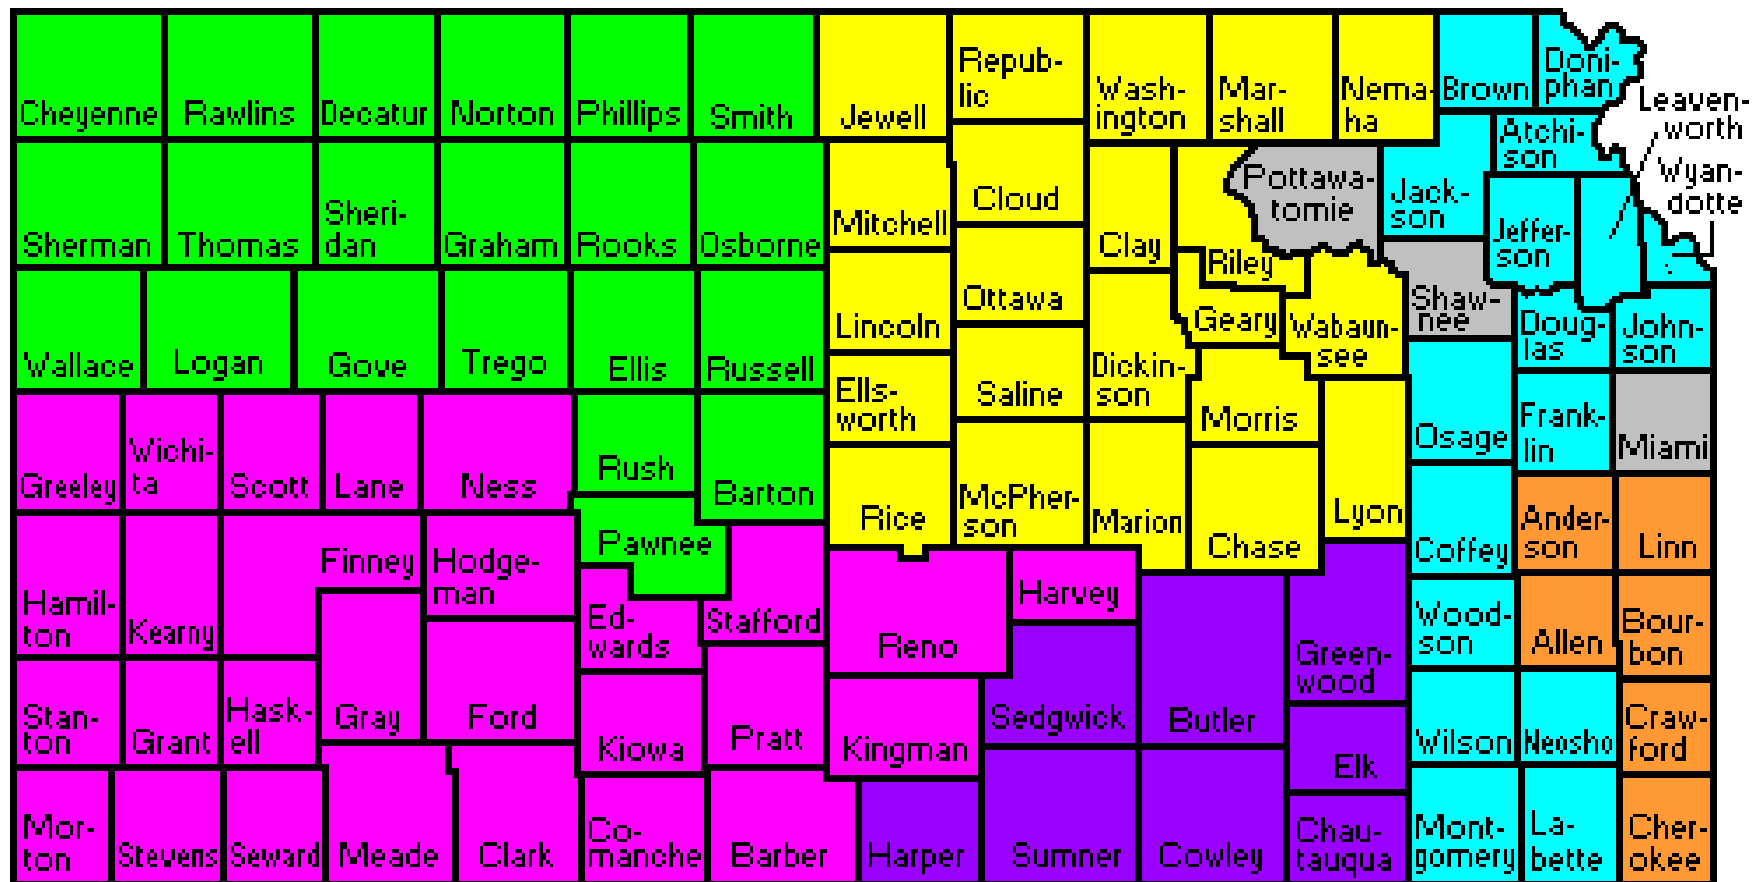 Cheyenne
Rawlins
Decatur
Norton
Phillips
Smith
Jewell
Repub-
lic
Wash-
ington
Mar-
shall
Nema-
ha
Brown
Doni-
phan
Leaven-
worth
Atchi-
son
Wyan-
dotte
Sherman
Thomas
Sheri-
dan
Graham
Rooks
Osborne
Mitchell
Cloud
Clay
Riley
Pottawa-
tomie
Jack-
son
Jeffer-
son
Wallace
Logan
Gove
Trego
Ellis
Russell
Lincoln
Ottawa
Geary
Wabaun-
see
Shaw-
nee
Doug-
las
John-
son
Ells-
worth
Saline
Dickin-
son
Morris
Osage
Frank-
lin
Miami
Greeley
Wichi-
ta
Scott
Lane
Ness
Rush
Barton
Rice
McPher-
son
Marion
Chase
Lyon
Coffey
Ander-
son
Linn
Hamil-
ton
Kearny
Finney
Hodge-
man
Pawnee
Ed-
wards
Stafford
Reno
Harvey
Green-
wood
Wood-
son
Allen
Bour-
bon
Stan-
ton
Grant
Hask-
ell
Gray
Ford
Kiowa
Pratt
Kingman
Sedgwick
Butler
Elk
Wilson
Neosho
Craw-
ford
Mor-
ton
Stevens
Seward
Meade
Clark
Co-
manche
Barber
Harper
Sumner
Cowley
Chau-
tauqua
Mont-
gomery
La-
bette
Cher-
okee